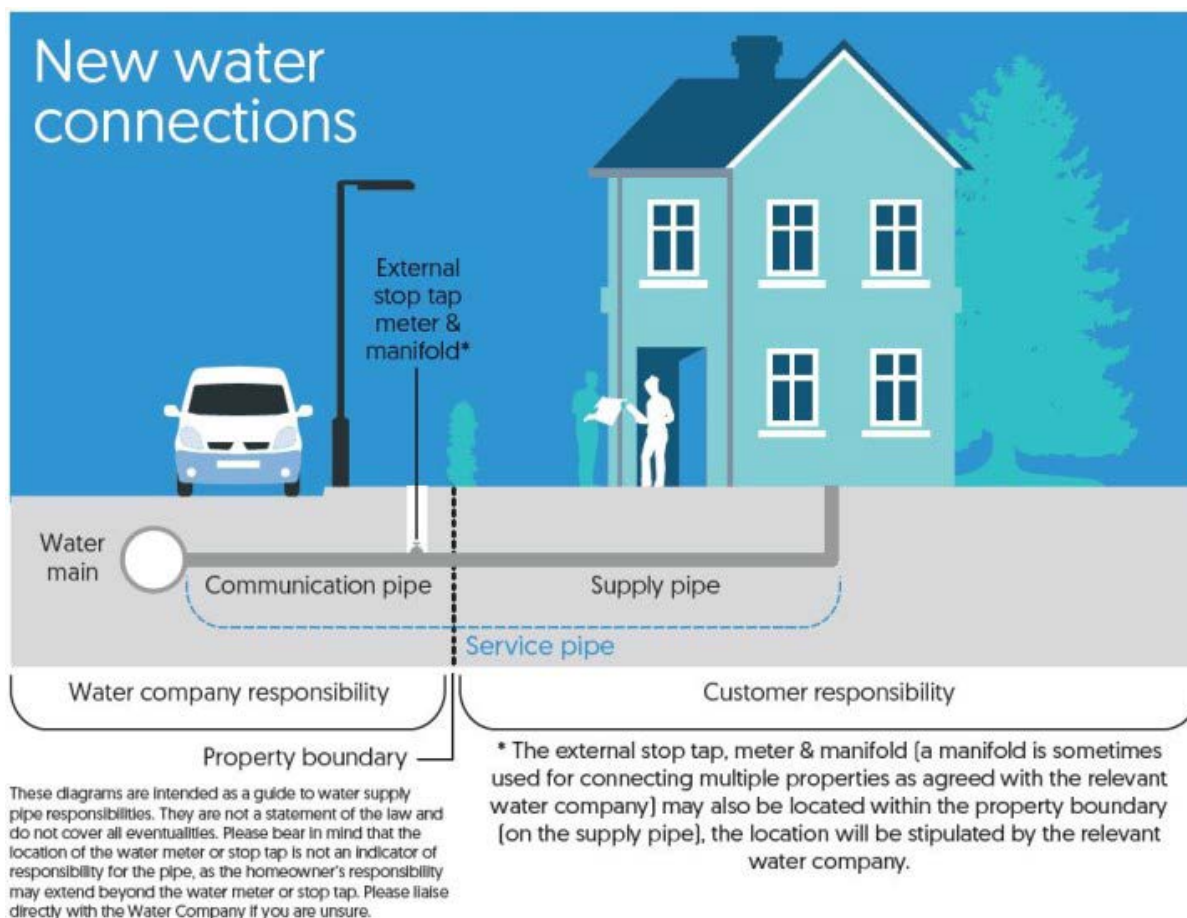 New water
connections
External
stop tap
meter &
manifold*
Water
main
Communication pipe
Supply pipe
Service pipe
Water company responsibility
Customer responsibility
Property boundary
These diagrams are intended as a guide to water supply
pipe responsibilities. They are not a statement of the law and
do not cover all eventualities. Please bear in mind that the
location of the water meter or stop tap is not an indicator of
responsibility for the pipe, as the homeowner's responsibility
may extend beyond the water meter or stop tap. Please liaise
directly with the Water Company if you are unsure.
* The external stop tap, meter & manifold (a manifold is sometimes
used for connecting multiple properties as agreed with the relevant
water company) may also be located within the property boundary
(on the supply pipe), the location will be stipulated by the relevant
water company.